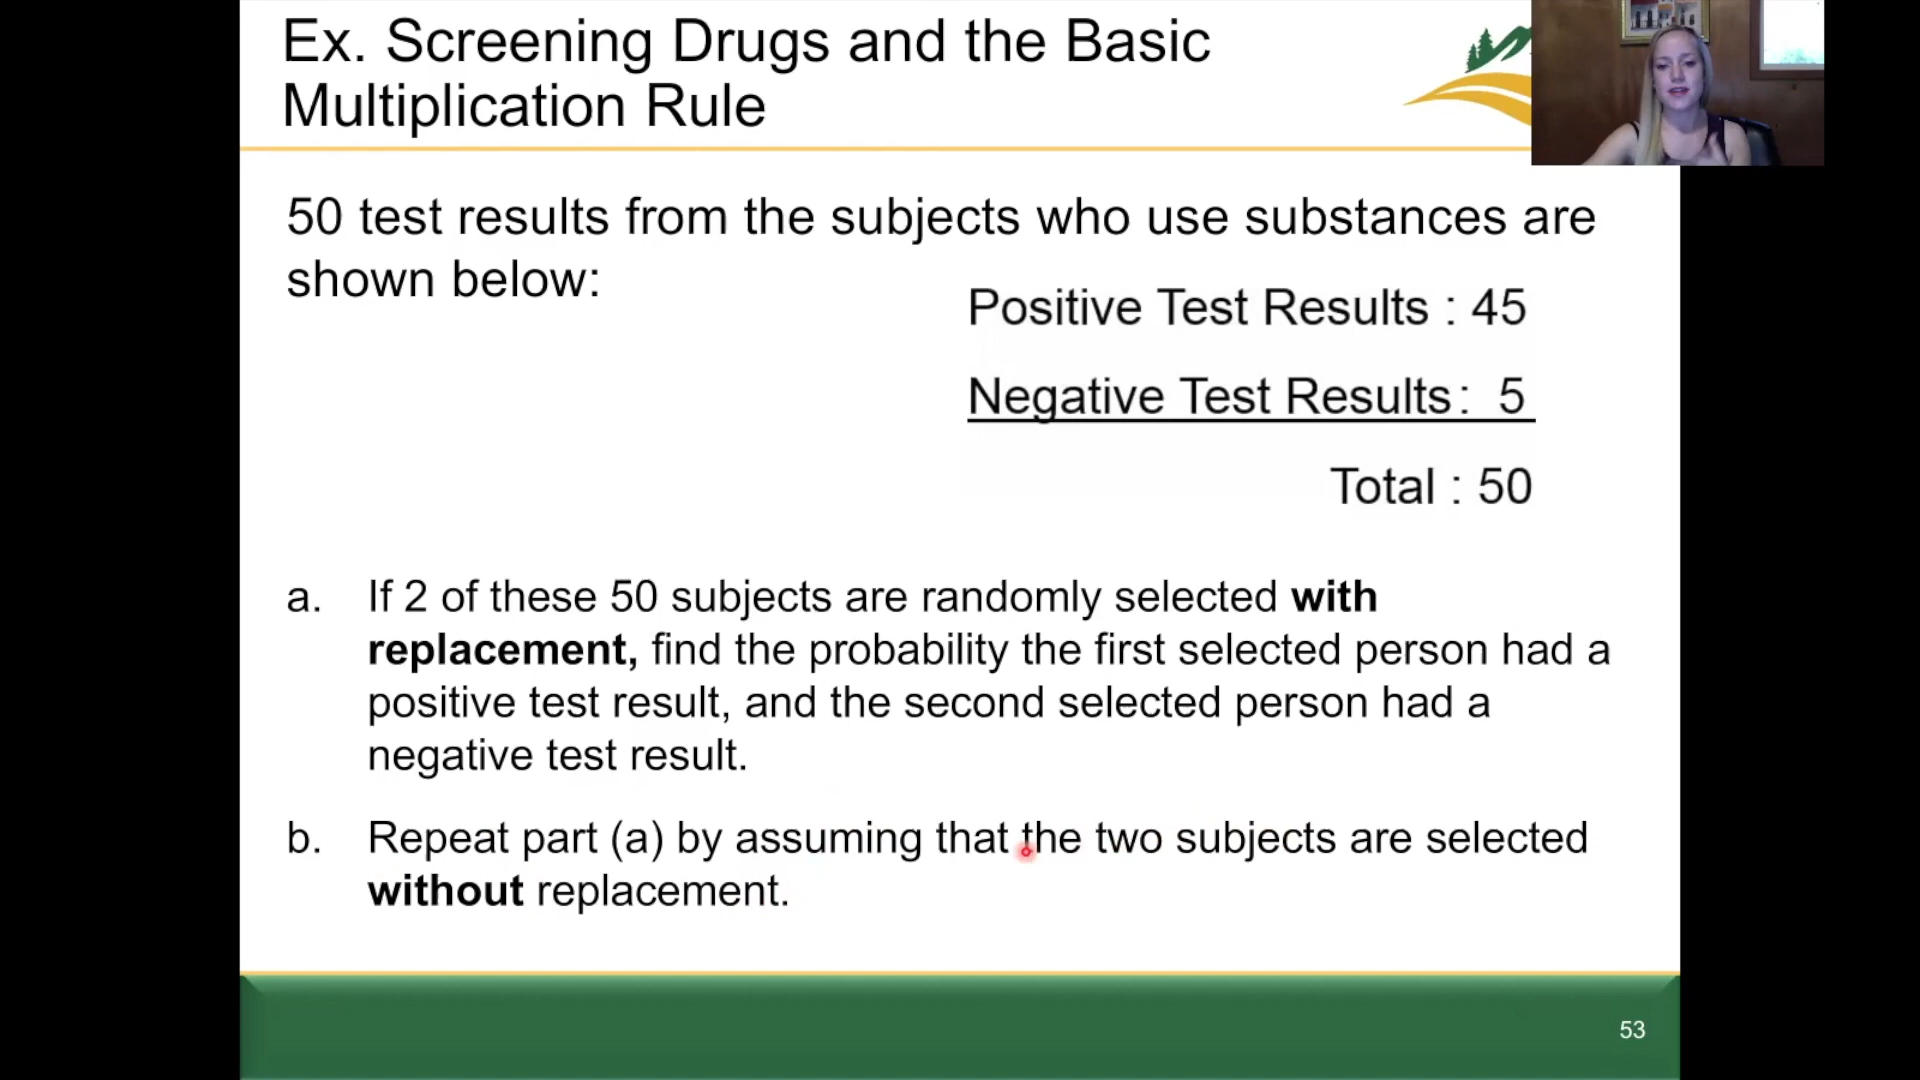 Ex. Screening Drugs and the Basic
Multiplication Rule
50 test results from the subjects who use substances are
shown below:
Positive Test Results : 45
Negative Test Results : 5
Total : 50
a. If 2 of these 50 subjects are randomly selected with
replacement, find the probability the first selected person had a
positive test result, and the second selected person had a
negative test result.
b. Repeat part (a) by assuming that the two subjects are selected
without replacement.
53